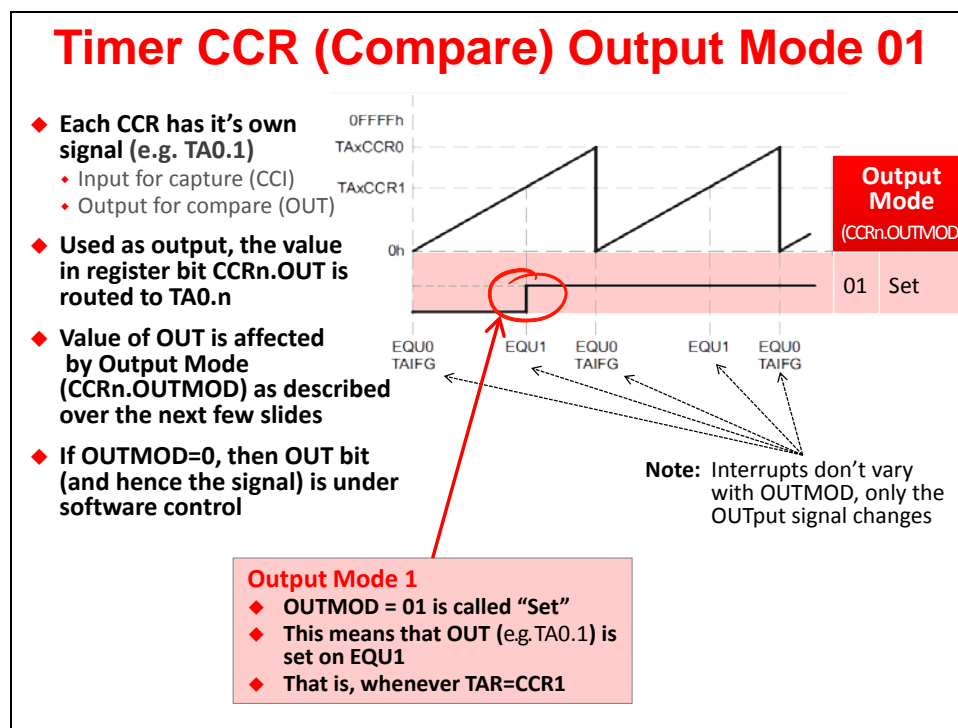 Timer CCR (Compare) Output Mode 01
Each CCR has it's own
signal (e.g. TA0.1)
Input for capture (CCI)
Output for compare (OUT)
Used as output, the value
in register bit CCRn.OUT is
routed to TA0.n
Value of OUT is affected
by Output Mode
(CCRn.OUTMOD) as described
over the next few slides
If OUTMOD=0, then OUT bit
(and hence the signal) is under
software control
0FFFFh
TAxCCR0
TAxCCR1
0h
Output
Mode
(CCRn.OUTMOD
01 Set
EQU0 EQU1 EQU0 EQU1 EQU0
TAIFG TAIFG TAIFG
Note: Interrupts don't vary
with OUTMOD, only the
OUTput signal changes
Output Mode 1
OUTMOD = 01 is called “Set”
This means that OUT (e.g. TA0.1) is
set on EQU1
That is, whenever TAR=CCR1